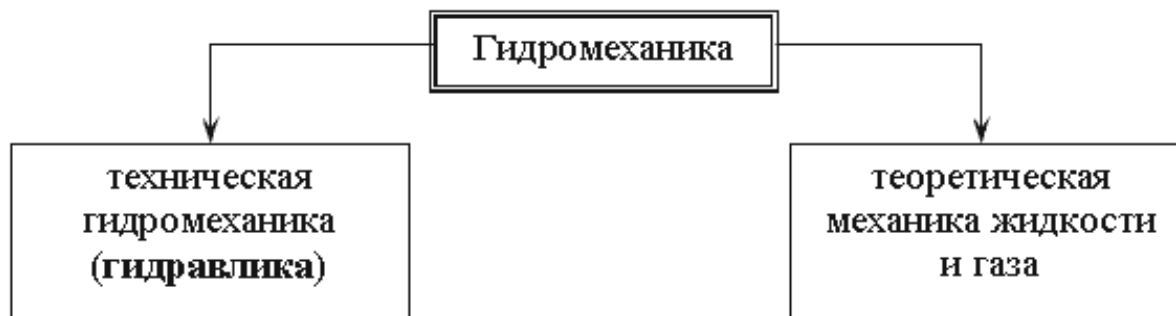 Гидромеханика
техническая
гидромеханика
(гидравлика)
теоретическая
механика жидкости
и газа